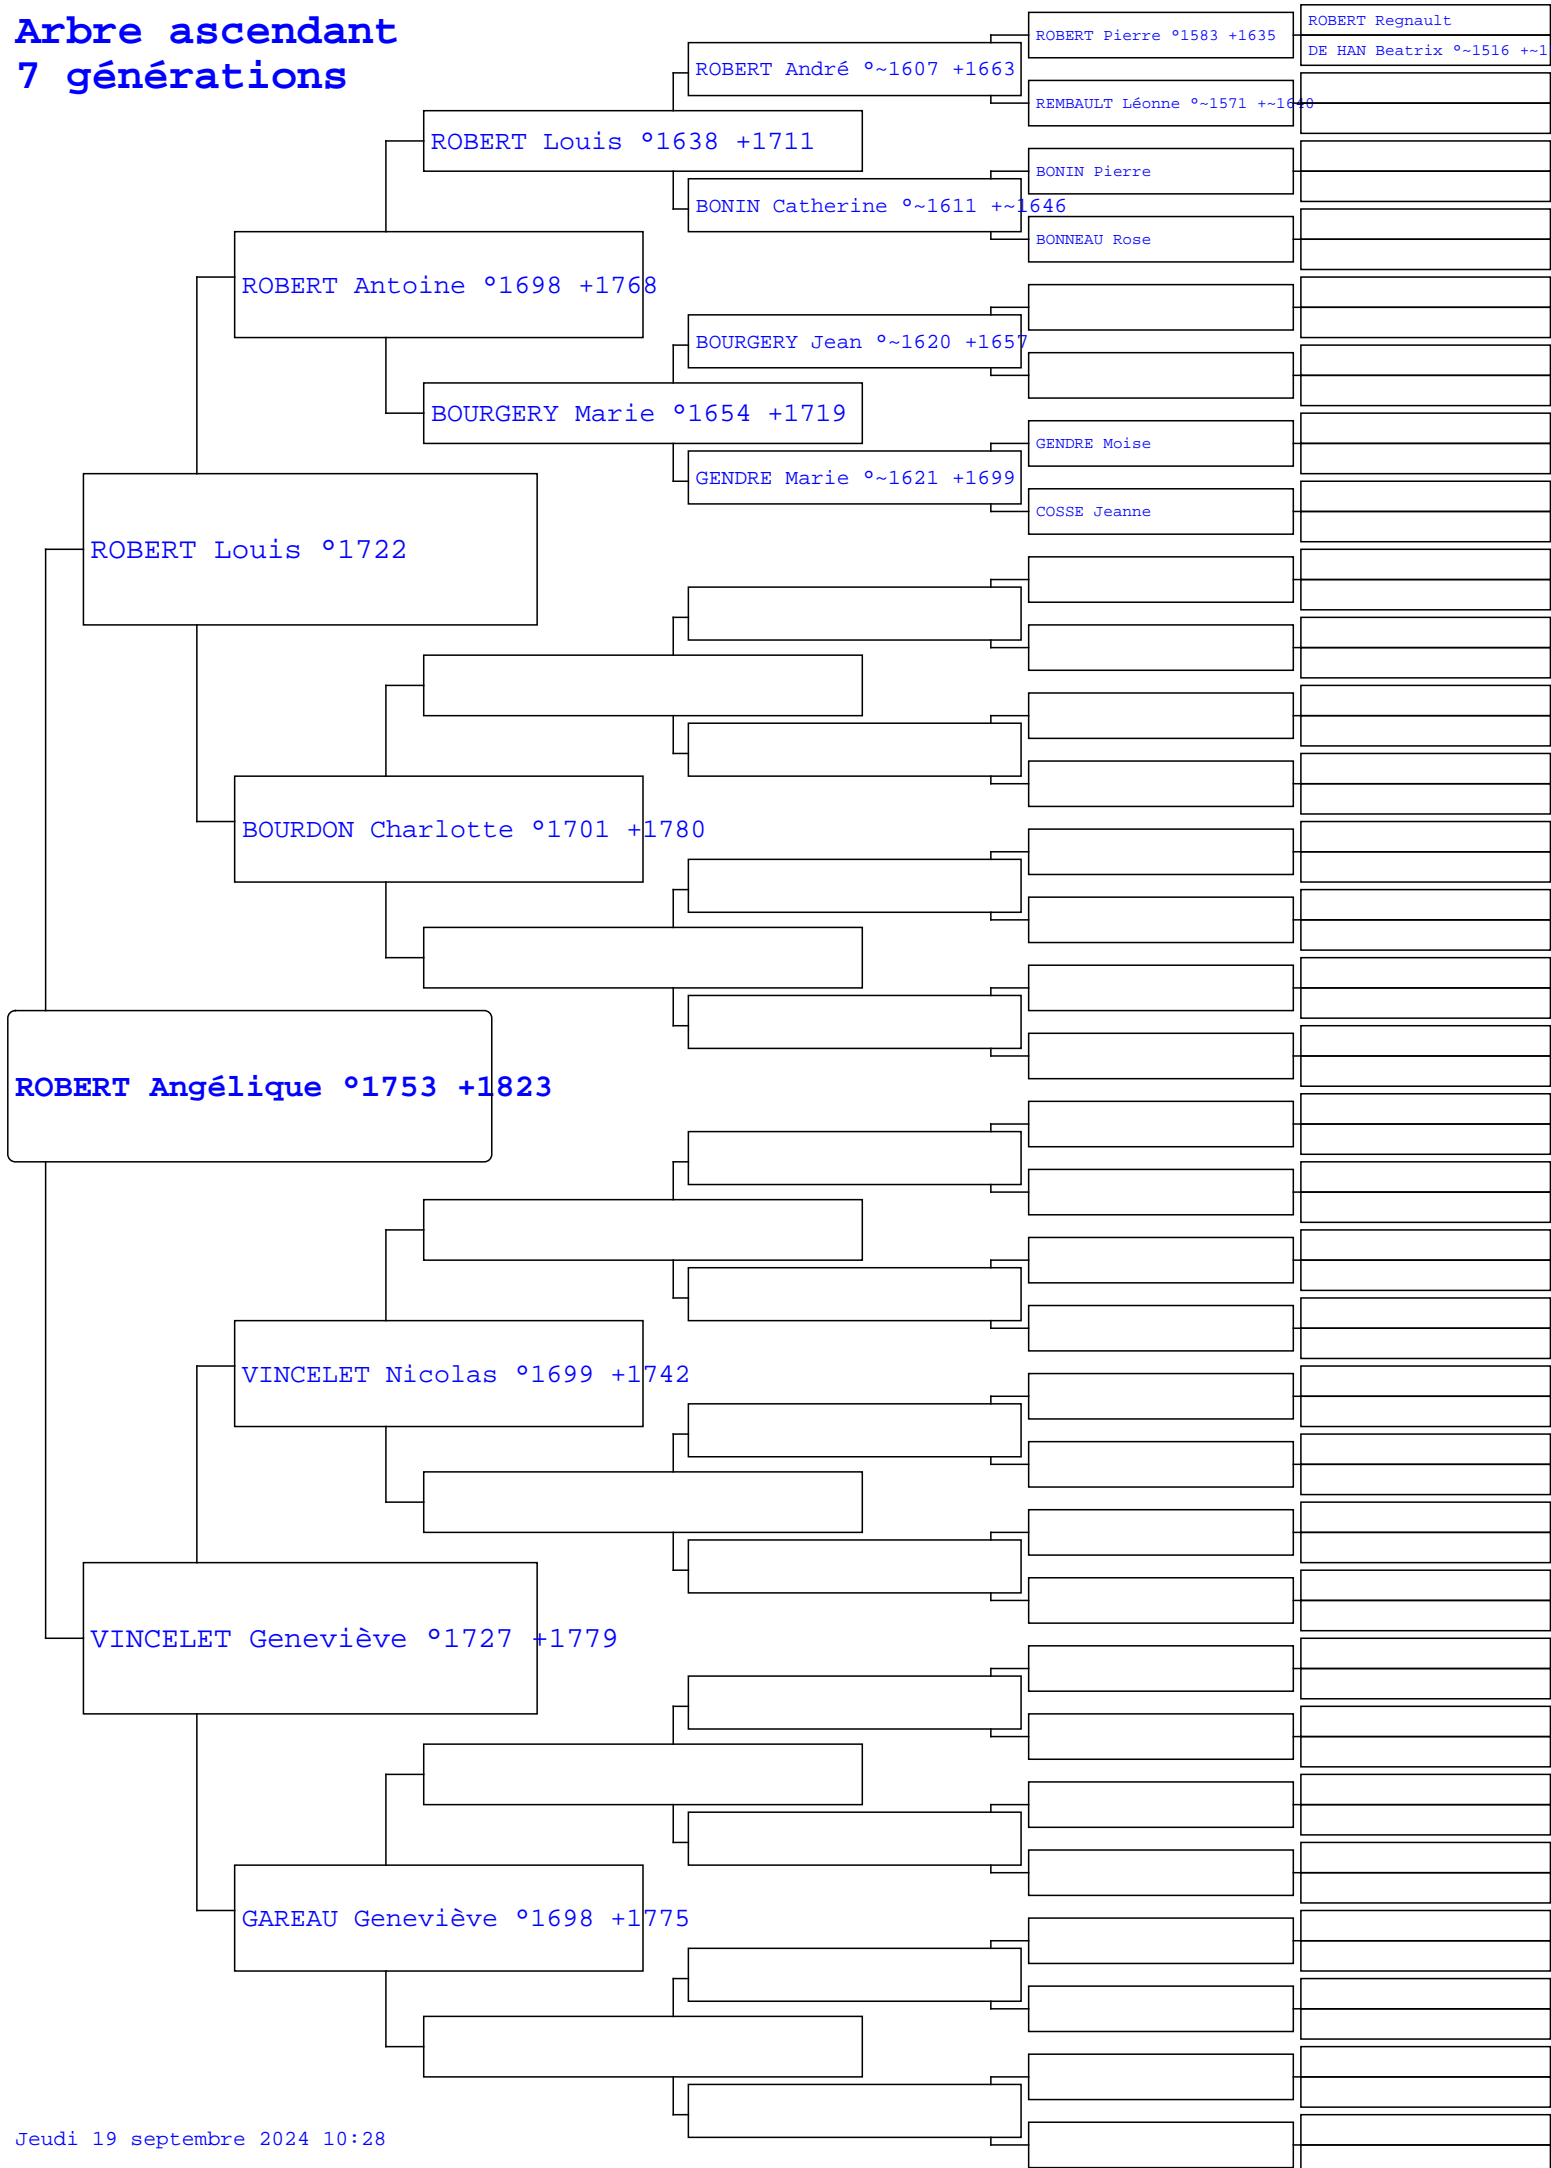 Arbre ascendant
7 générations
ROBERT Regnault
ROBERT Pierre °1583 +1635
DE HAN Beatrix °~1516 +~1
ROBERT André °~1607 +1663
REMBAULT Léonne °~1571 +~1640
ROBERT Louis °1638 +1711
BONIN Pierre
BONIN Catherine °~1611 +~1646
BONNEAU Rose
ROBERT Antoine °1698 +1768
BOURGERY Jean °~1620 +1657
BOURGERY Marie °1654 +1719
GENDRE Moise
GENDRE Marie °~1621 +1699
COSSE Jeanne
ROBERT Louis °1722
BOURDON Charlotte °1701 +1780
ROBERT Angélique °1753 +1823
VINCELET Nicolas °1699 +1742
VINCELET Geneviève °1727 +1779
GAREAU Geneviève °1698 +1775
Jeudi 19 septembre 2024 10:28